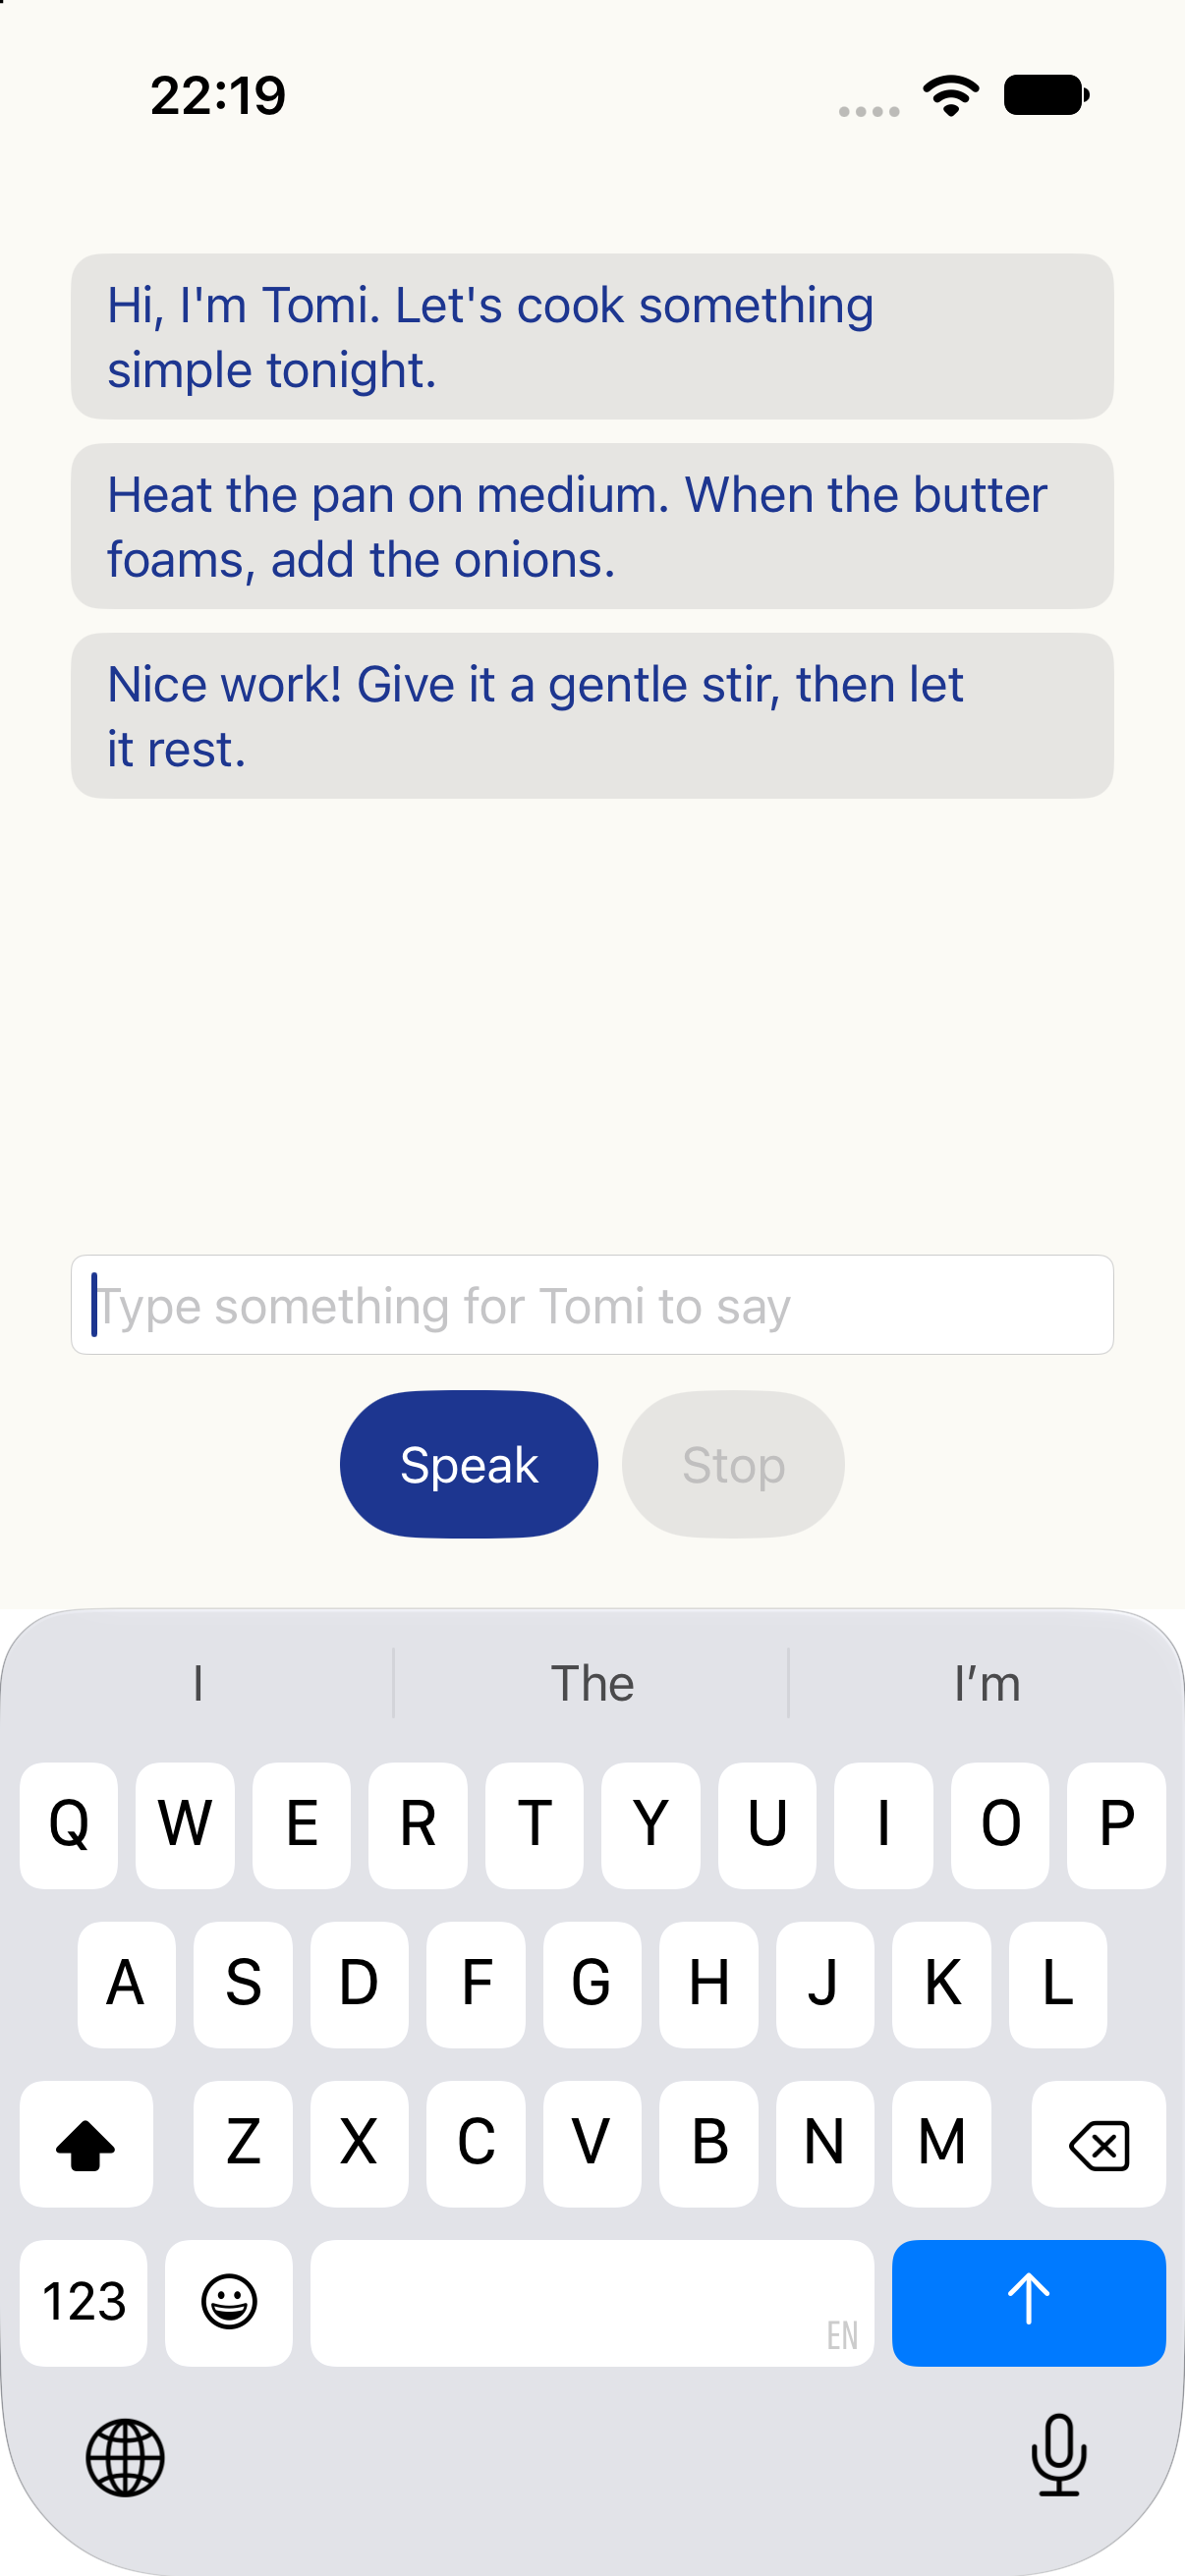 22:19
Hi, I'm Tomi. Let's cook something
simple tonight.
Heat the pan on medium. When the butter
foams, add the onions.
Nice work! Give it a gentle stir, then let
it rest.
Type something for Tomi to say
Speak Stop
I The I’m
Q W E R T Y U I O P
A S D F G H J K L
Z X C V B N M
123 EN